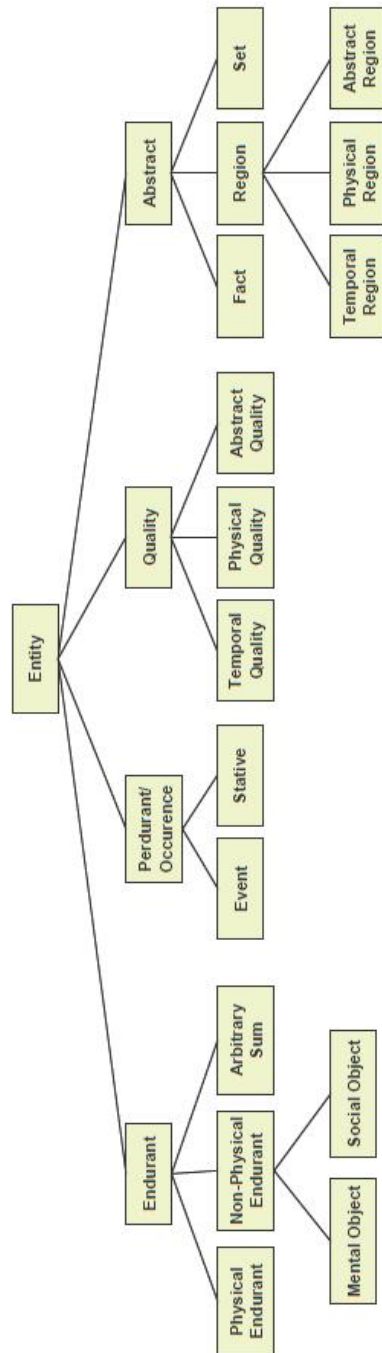 Entity
Endurant
Perdurant/
Occurence
Quality
Abstract
Physical
Endurant
Non-Physical
Endurant
Arbitrary
Sum
Event
Stative
Temporal
Quality
Physical
Quality
Abstract
Quality
Fact
Region
Set
Mental Object
Social Object
Temporal
Region
Physical
Region
Abstract
Region